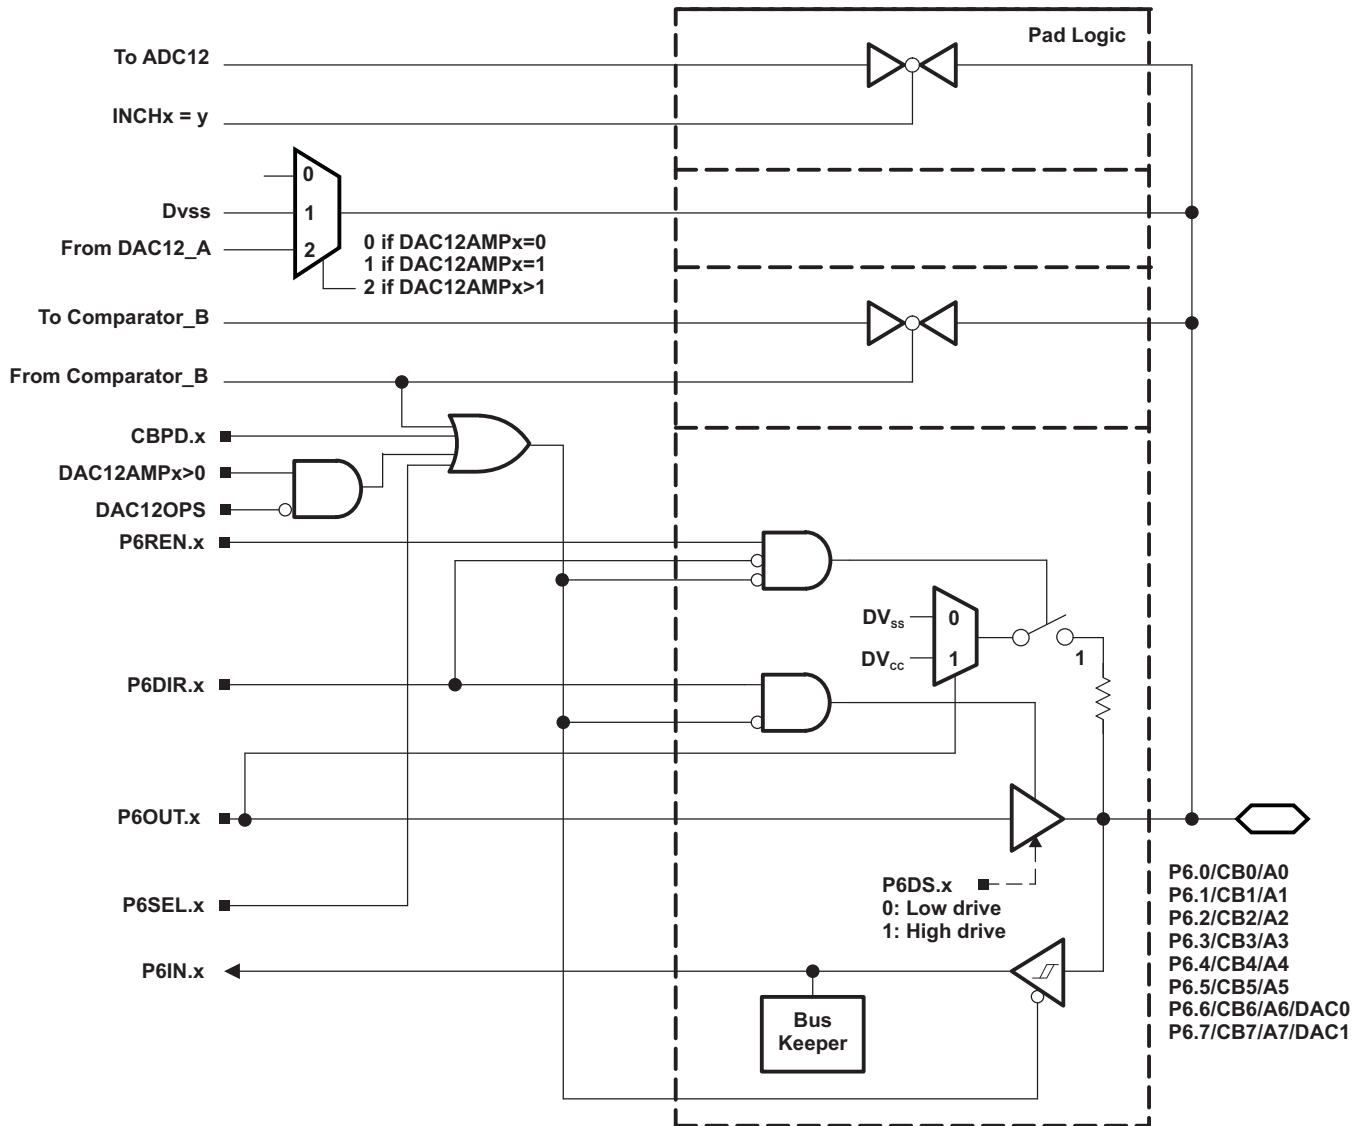 Pad Logic
To ADC12
INCHx = y
0
Dvss
1
From DAC12_A
2
0 if DAC12AMPx=0
1 if DAC12AMPx=1
2 if DAC12AMPx>1
To Comparator_B
From Comparator_B
CBPD.x
DAC12AMPx>0
DAC12OPS
P6REN.x
DVss
0
DVcc
1
1
P6DIR.x
P6OUT.x
P6DS.x
0: Low drive
1: High drive
P6SEL.x
P6IN.x
Bus
Keeper
P6.0/CB0/A0
P6.1/CB1/A1
P6.2/CB2/A2
P6.3/CB3/A3
P6.4/CB4/A4
P6.5/CB5/A5
P6.6/CB6/A6/DAC0
P6.7/CB7/A7/DAC1